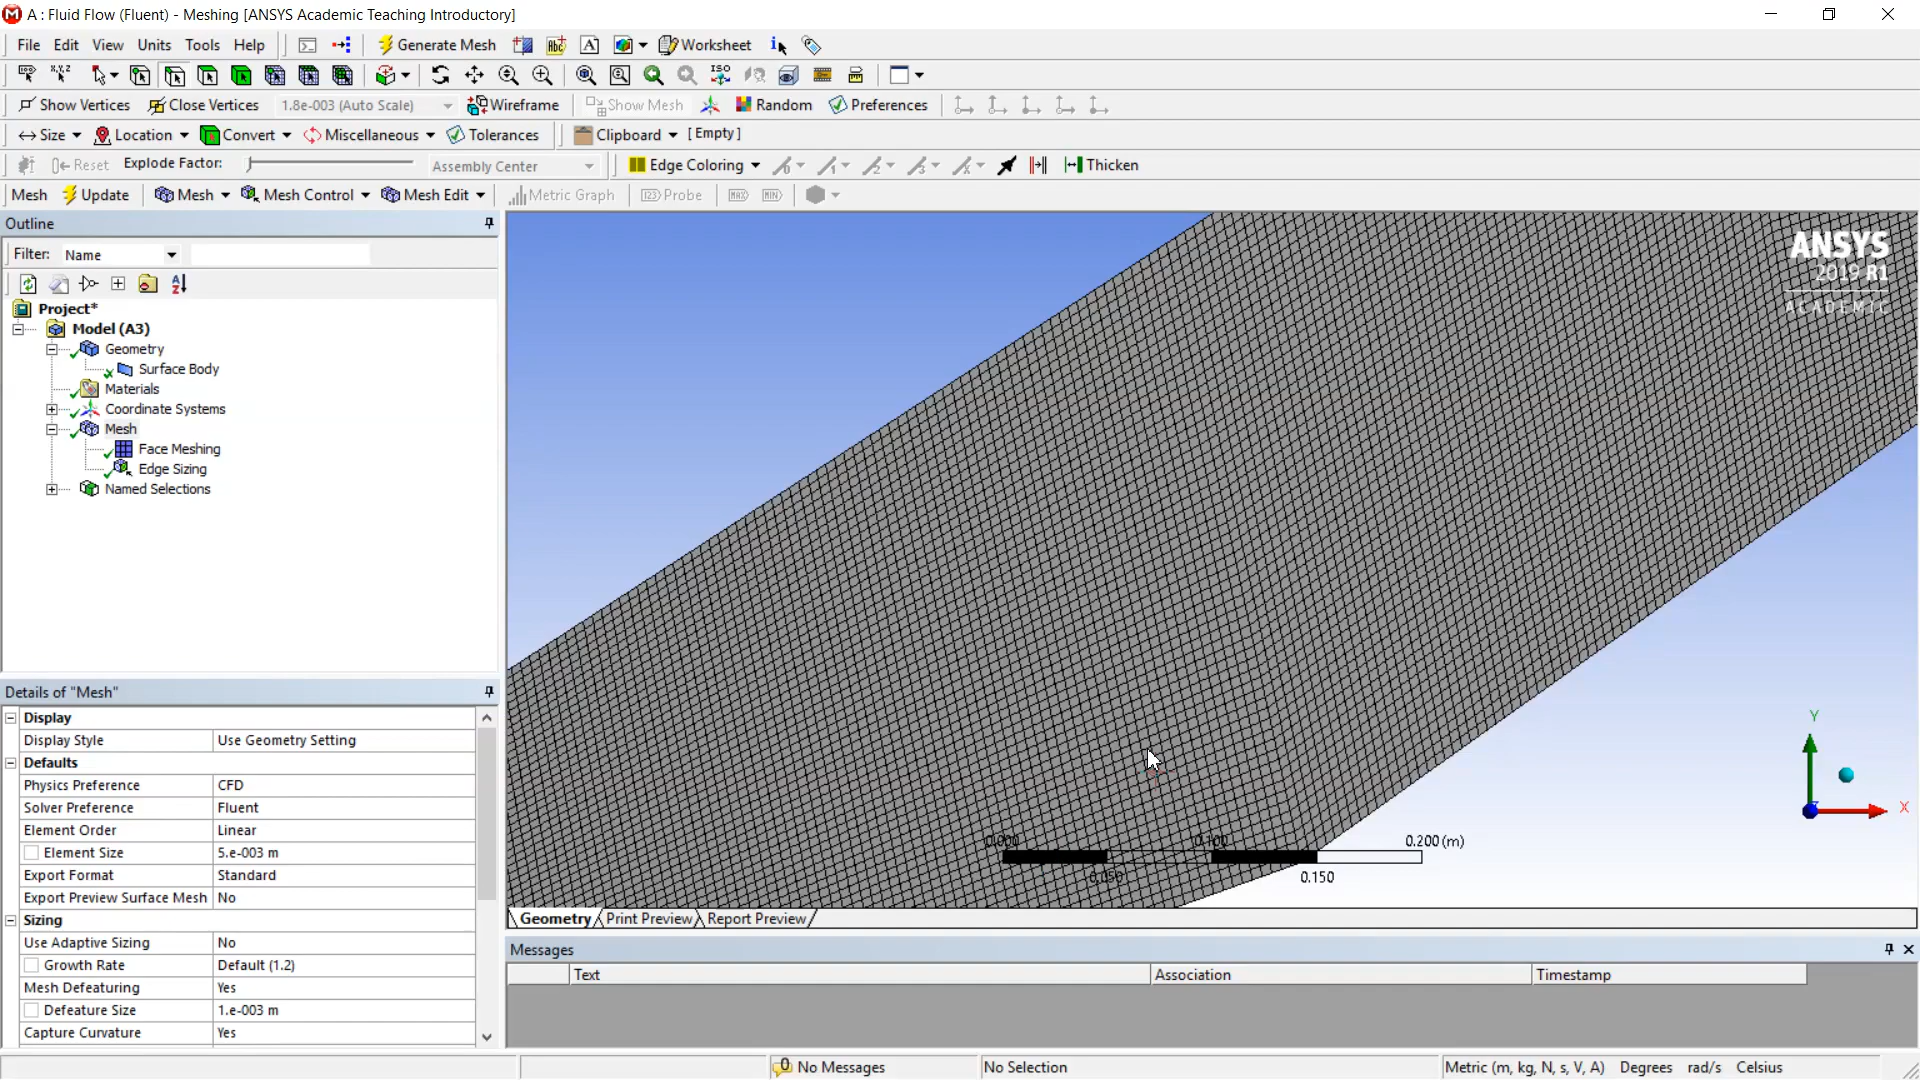 A : Fluid Flow (Fluent) - Meshing [ANSYS Academic Teaching Introductory]
File Edit View Units Tools Help Generate Mesh Worksheet
Show Vertices Close Vertices 1.8e-003 (Auto Scale) Wireframe Show Mesh Random Preferences
Size Location Convert Miscellaneous Tolerances Clipboard [ Empty ]
Reset Explode Factor: Assembly Center Edge Coloring Thicken
Mesh Update Mesh Mesh Control Mesh Edit Metric Graph Probe
Outline
Filter: Name
Project*
Model (A3)
Geometry
Surface Body
Materials
Coordinate Systems
Mesh
Face Meshing
Edge Sizing
Named Selections
Details of "Mesh"
Display
Display Style Use Geometry Setting
Defaults
Physics Preference CFD
Solver Preference Fluent
Element Order Linear
Element Size 5.e-003 m
Export Format Standard
Export Preview Surface Mesh No
Sizing
Use Adaptive Sizing No
Growth Rate Default (1.2)
Mesh Defeaturing Yes
Defeature Size 1.e-003 m
Capture Curvature Yes
ANSYS
2019 R1
ACADEMIC
Y
X
0.000 0.100 0.200 (m)
0.050 0.150
Geometry Print Preview Report Preview
Messages
Text Association Timestamp
0 No Messages No Selection Metric (m, kg, N, s, V, A) Degrees rad/s Celsius